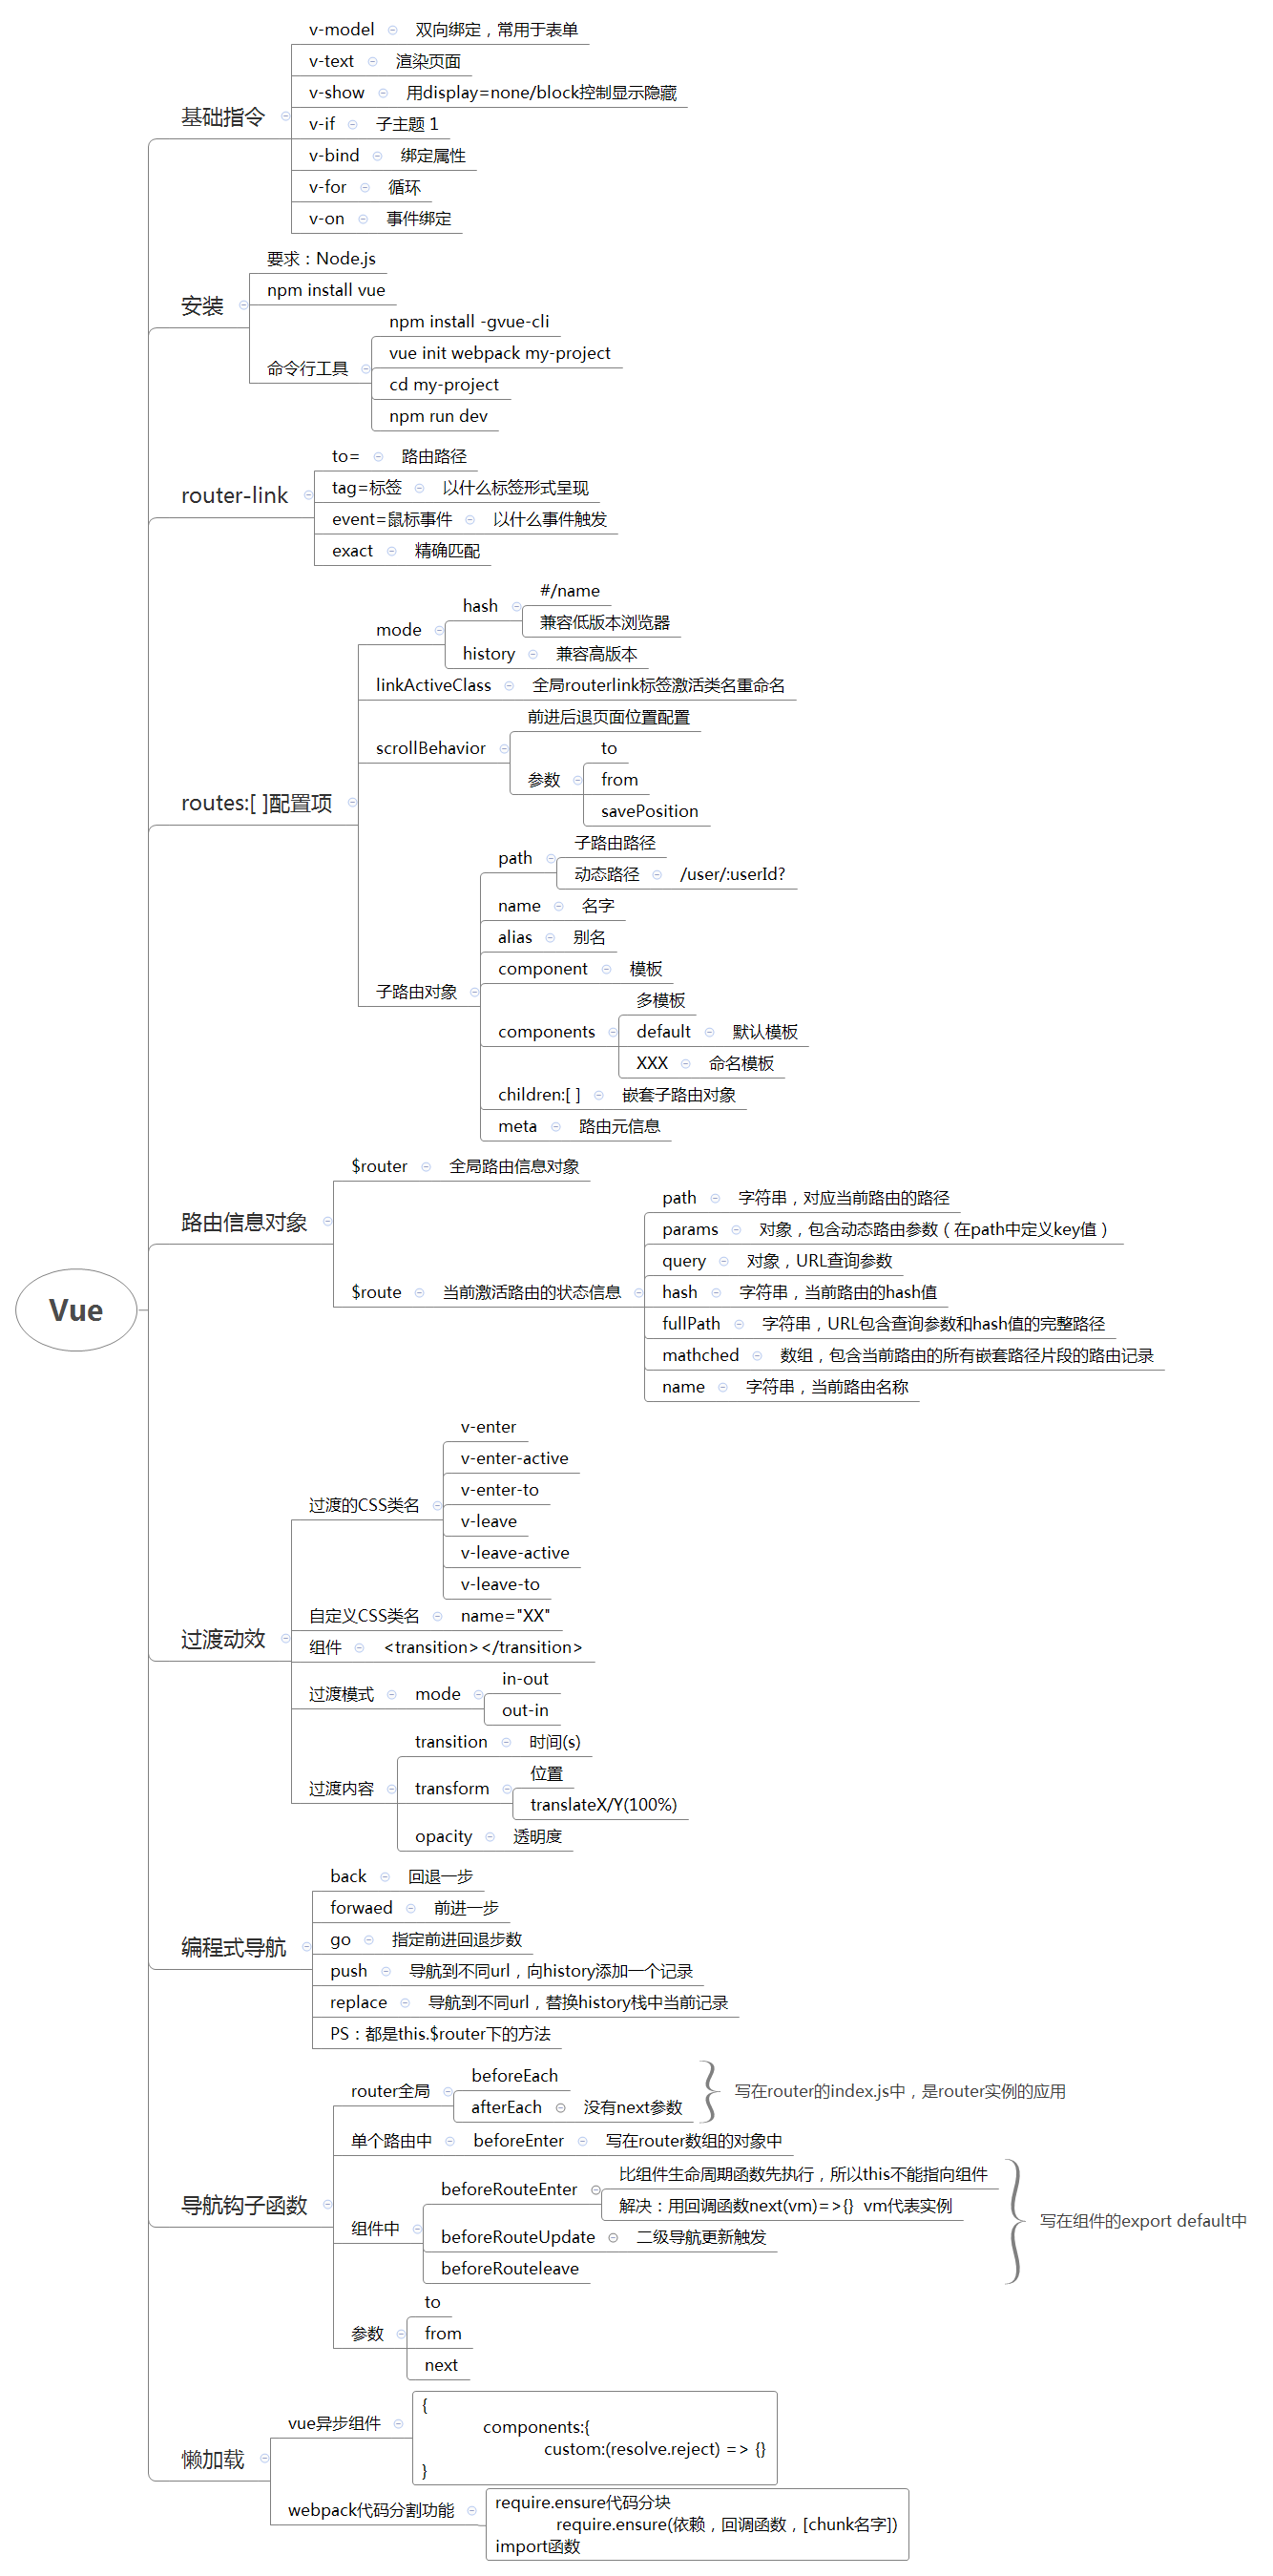 Vue
基础指令
v-model 双向绑定，常用于表单
v-text 渲染页面
v-show 用display=none/block控制显示隐藏
v-if 子主题 1
v-bind 绑定属性
v-for 循环
v-on 事件绑定
安装
要求：Node.js
npm install vue
命令行工具
npm install -gvue-cli
vue init webpack my-project
cd my-project
npm run dev
router-link
to= 路由路径
tag=标签 以什么标签形式呈现
event=鼠标事件 以什么事件触发
exact 精确匹配
routes:[ ]配置项
mode
hash
#/name
兼容低版本浏览器
history 兼容高版本
linkActiveClass 全局routerlink标签激活类名重命名
scrollBehavior
前进后退页面位置配置
参数
to
from
savePosition
子路由对象
path
子路由路径
动态路径 /user/:userId?
name 名字
alias 别名
component 模板
components
多模板
default 默认模板
XXX 命名模板
children:[ ] 嵌套子路由对象
meta 路由元信息
路由信息对象
$router 全局路由信息对象
$route 当前激活路由的状态信息
path 字符串，对应当前路由的路径
params 对象，包含动态路由参数（在path中定义key值）
query 对象，URL查询参数
hash 字符串，当前路由的hash值
fullPath 字符串，URL包含查询参数和hash值的完整路径
mathched 数组，包含当前路由的所有嵌套路径片段的路由记录
name 字符串，当前路由名称
过渡动效
过渡的CSS类名
v-enter
v-enter-active
v-enter-to
v-leave
v-leave-active
v-leave-to
自定义CSS类名 name="XX"
组件 <transition></transition>
过渡模式 mode
in-out
out-in
过渡内容
transition 时间(s)
transform
位置
translateX/Y(100%)
opacity 透明度
编程式导航
back 回退一步
forwaed 前进一步
go 指定前进回退步数
push 导航到不同url，向history添加一个记录
replace 导航到不同url，替换history栈中当前记录
PS：都是this.$router下的方法
导航钩子函数
router全局
beforeEach
afterEach 没有next参数
写在router的index.js中，是router实例的应用
单个路由中 beforeEnter 写在router数组的对象中
组件中
beforeRouteEnter
比组件生命周期函数先执行，所以this不能指向组件
解决：用回调函数next(vm)=>{} vm代表实例
beforeRouteUpdate 二级导航更新触发
beforeRouteleave
写在组件的export default中
参数
to
from
next
懒加载
vue异步组件
{
components:{
custom:(resolve.reject) => {}
}
webpack代码分割功能
require.ensure代码分块
require.ensure(依赖，回调函数，[chunk名字])
import函数